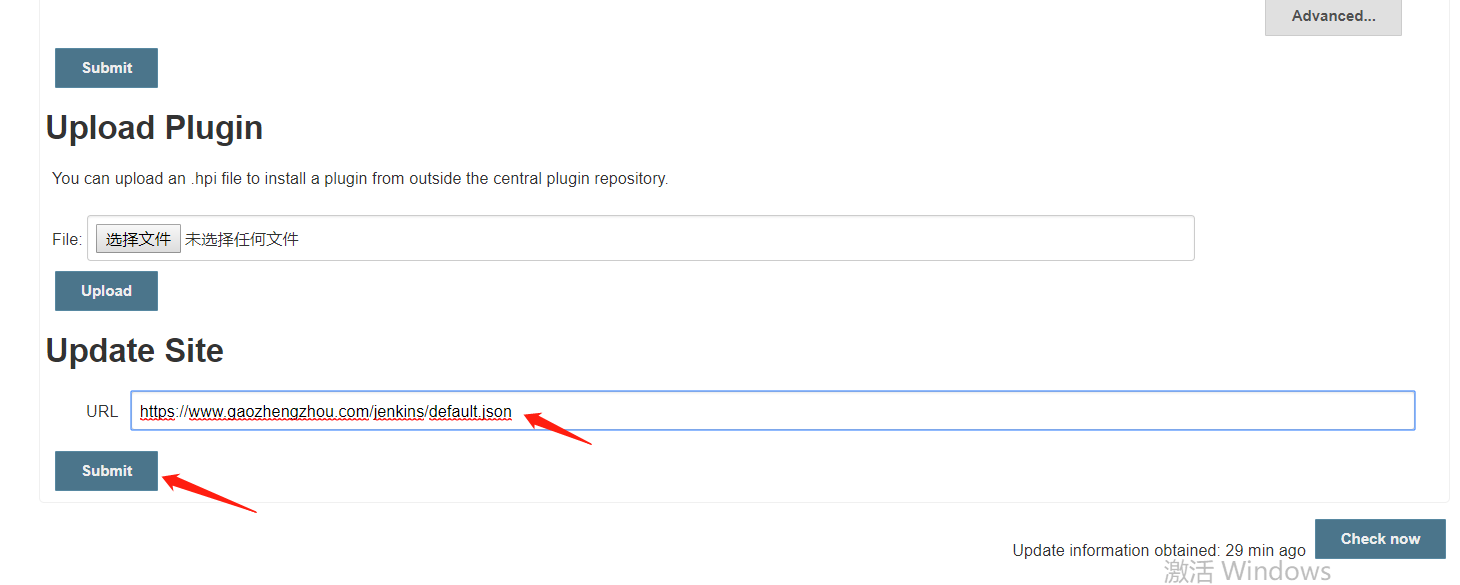 Advanced...
Submit
Upload Plugin
You can upload an .hpi file to install a plugin from outside the central plugin repository.
File: 选择文件 未选择任何文件
Upload
Update Site
URL https://www.gaozhengzhou.com/jenkins/default.json
Submit
Update information obtained: 29 min ago Check now
激活 Windows